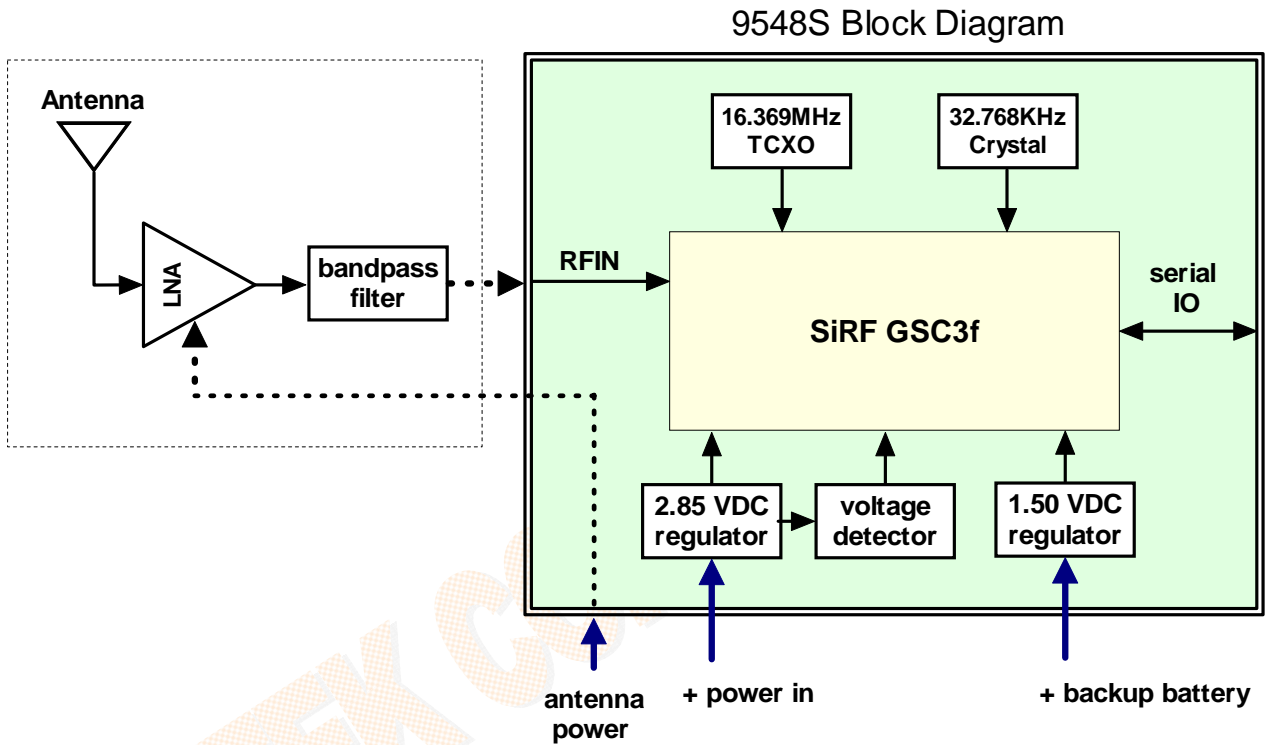 9548S Block Diagram
Antenna
LNA
bandpass
filter
16.369MHz
TCXO
32.768KHz
Crystal
RFIN
SiRF GSC3f
serial
IO
2.85 VDC
regulator
voltage
detector
1.50 VDC
regulator
antenna
power
+ power in
+ backup battery